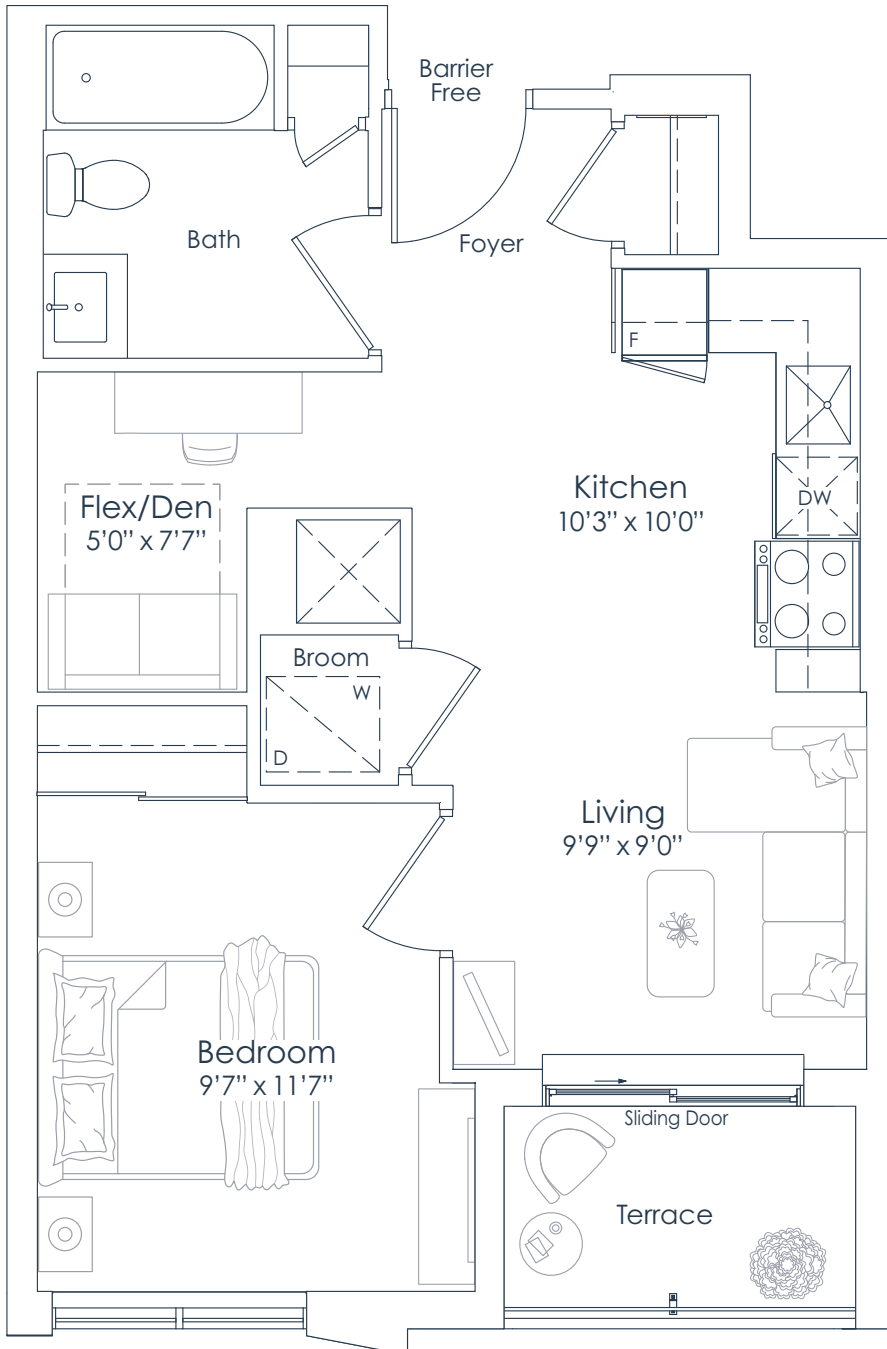 Barrier
Free
Bath
Foyer
F
Flex/Den
5’0” x 7’7”
Kitchen
10’3” x 10’0”
DW
Broom
W
D
Living
9’9” x 9’0”
Bedroom
9’7” x 11’7”
Sliding Door
Terrace